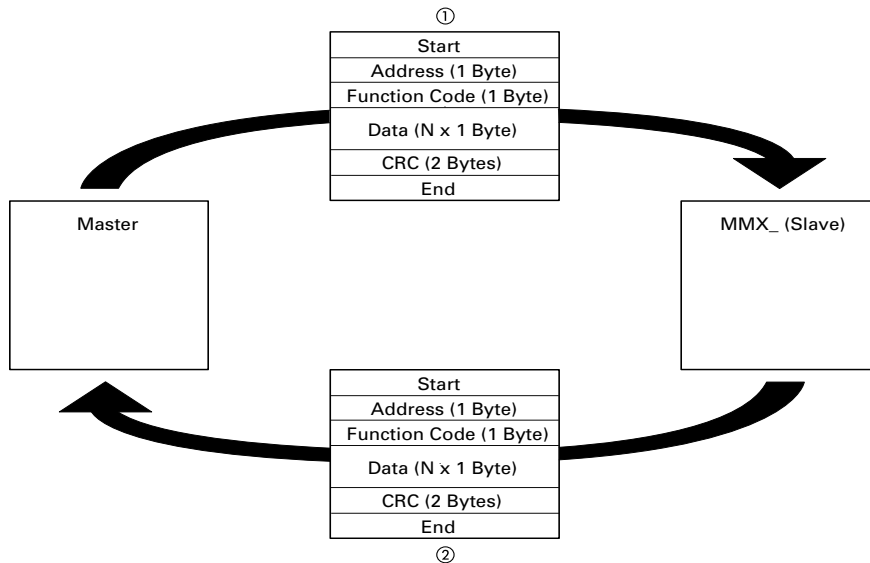 ①
Start
Address (1 Byte)
Function Code (1 Byte)
Data (N x 1 Byte)
CRC (2 Bytes)
End
Master
MMX_ (Slave)
Start
Address (1 Byte)
Function Code (1 Byte)
Data (N x 1 Byte)
CRC (2 Bytes)
End
②